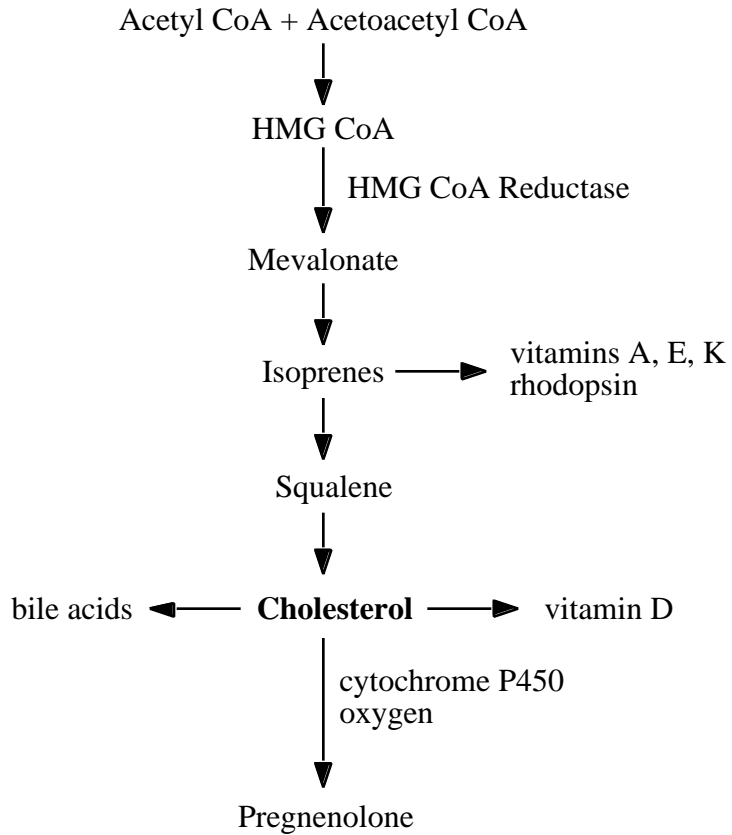 Acetyl CoA + Acetoacetyl CoA
HMG CoA
HMG CoA Reductase
Mevalonate
Isoprenes
vitamins A, E, K
rhodopsin
Squalene
bile acids
Cholesterol
vitamin D
cytochrome P450
oxygen
Pregnenolone